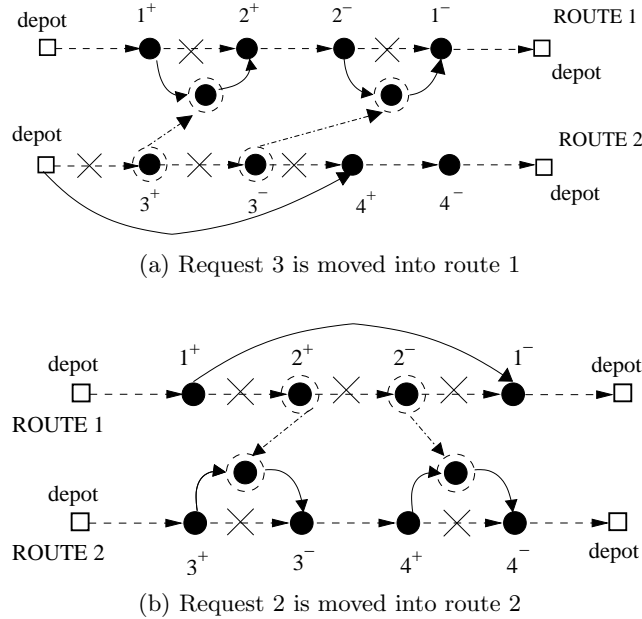 depot 1+ 2+ 2− 1− ROUTE 1
depot
depot ROUTE 2
3+ 3− 4+ 4− depot
(a) Request 3 is moved into route 1
depot 1+ 2+ 2− 1− depot
ROUTE 1
depot
ROUTE 2 3+ 3− 4+ 4− depot
(b) Request 2 is moved into route 2